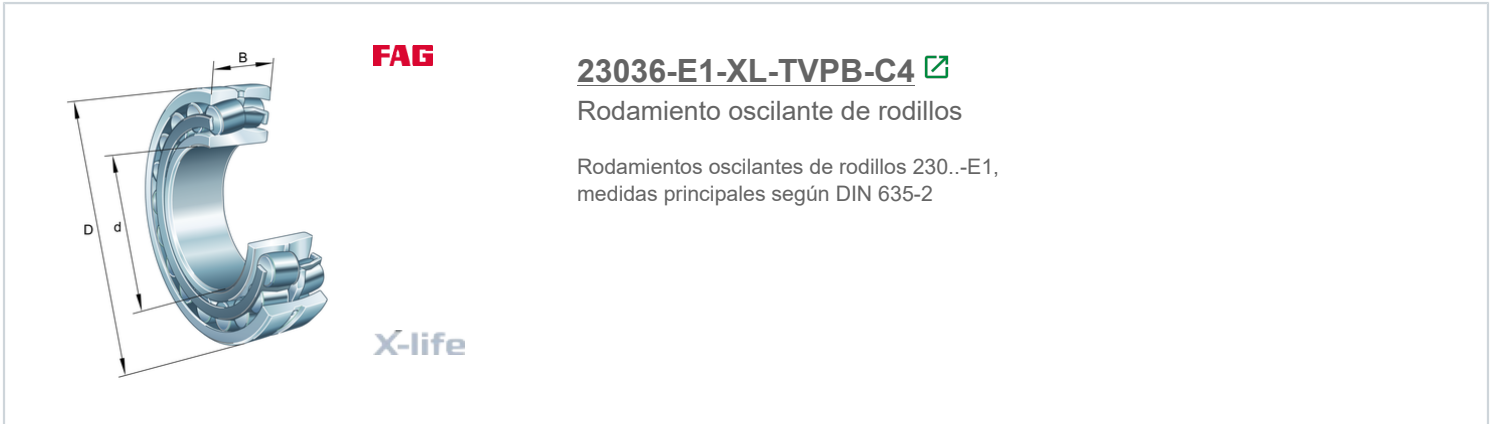 B
FAG
23036-E1-XL-TVPB-C4
Rodamiento oscilante de rodillos
Rodamientos oscilantes de rodillos 230..-E1,
medidas principales según DIN 635-2
D
d
X-life